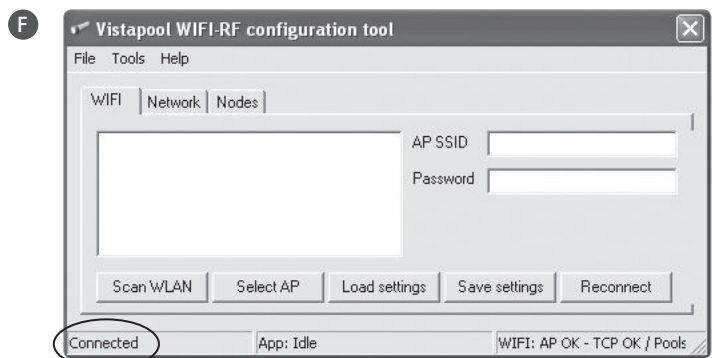 F
Vistapool WIFI-RF configuration tool
File Tools Help
WIFI Network Nodes
AP SSID
Password
Scan WLAN Select AP Load settings Save settings Reconnect
Connected App: Idle WIFI: AP OK - TCP OK / Pools